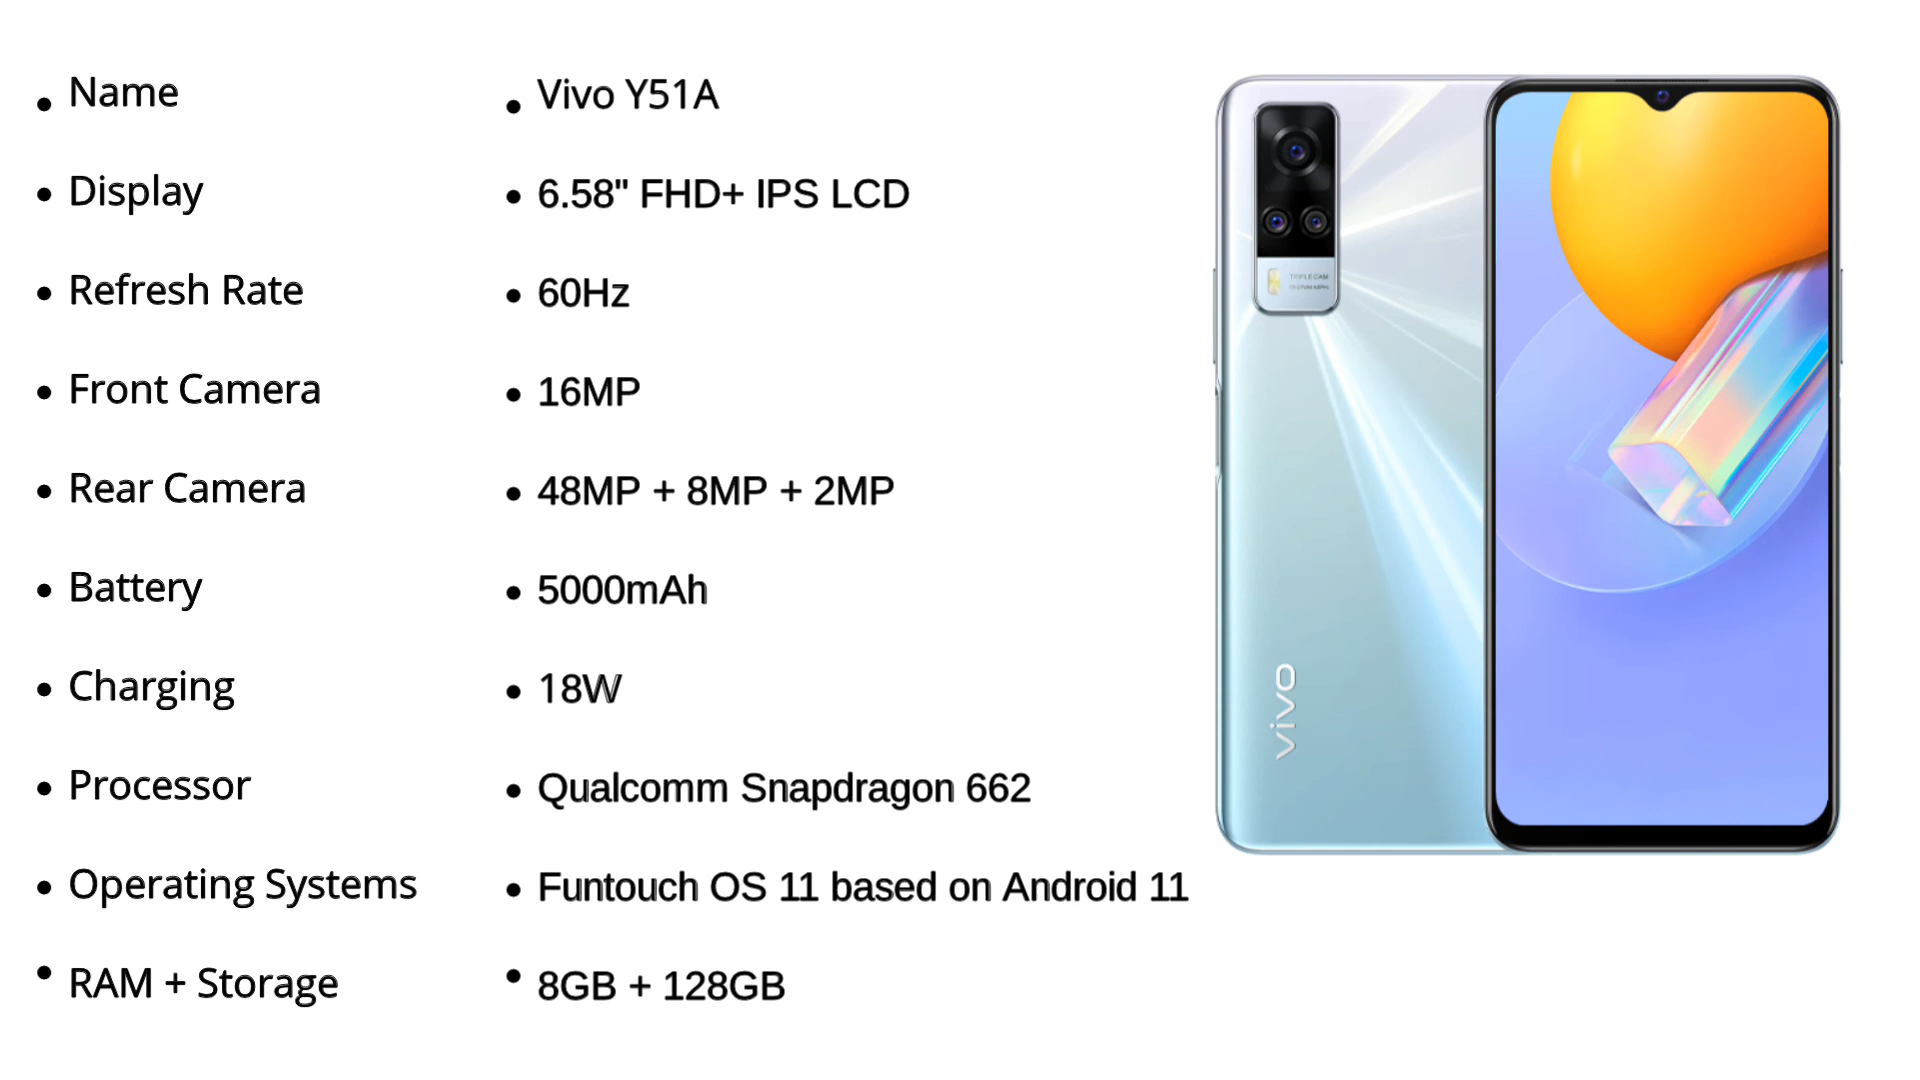 • Name • Vivo Y51A
• Display • 6.58" FHD+ IPS LCD
• Refresh Rate • 60Hz
• Front Camera • 16MP
• Rear Camera • 48MP + 8MP + 2MP
• Battery • 5000mAh
• Charging • 18W
• Processor • Qualcomm Snapdragon 662
• Operating Systems • Funtouch OS 11 based on Android 11
• RAM + Storage • 8GB + 128GB
TRIPLE CAM
vivo